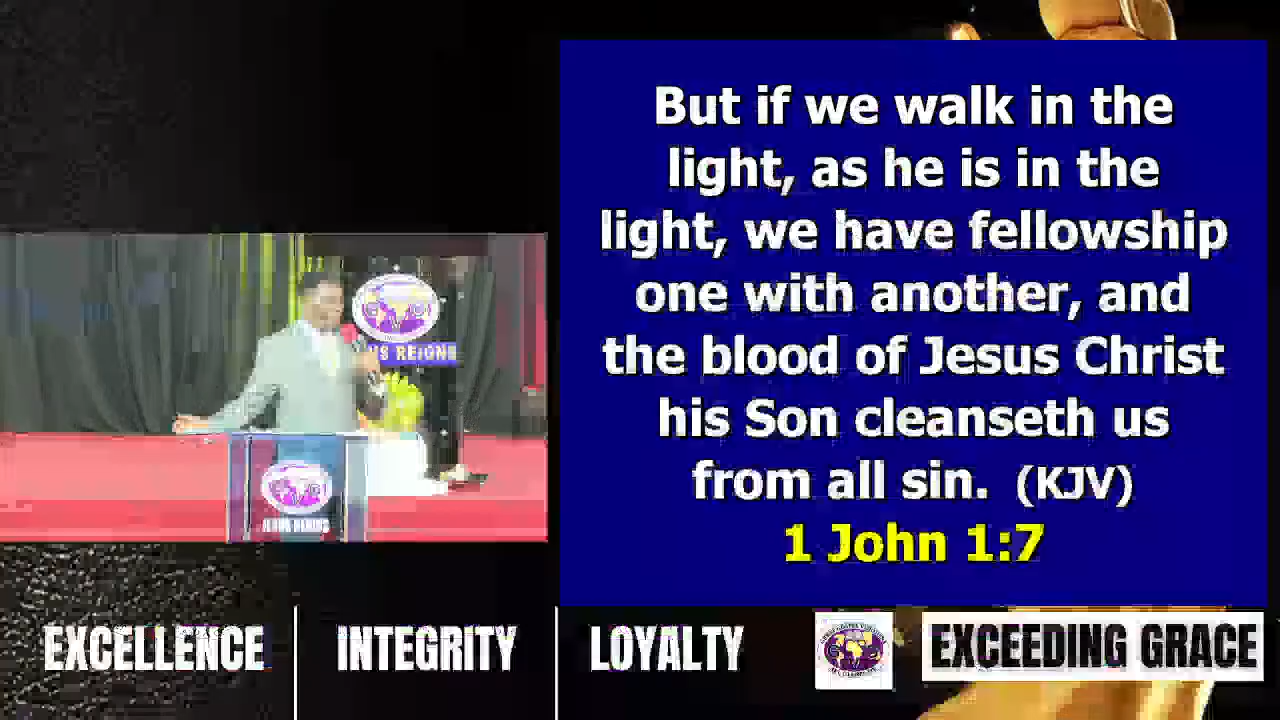 But if we walk in the
light, as he is in the
light, we have fellowship
one with another, and
the blood of Jesus Christ
his Son cleanseth us
from all sin. (KJV)
1 John 1:7
US REIGNS
EXCELLENCE
INTEGRITY
LOYALTY
EXCEEDING GRACE